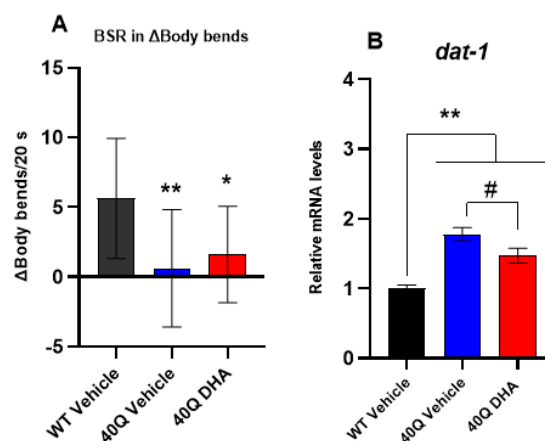 A
BSR in ΔBody bends
ΔBody bends/20 s
15
10
5
0
-5
**
*
WT Vehicle
40Q Vehicle
40Q DHA
B
dat-1
Relative mRNA levels
4
3
2
1
0
**
#
WT Vehicle
40Q Vehicle
40Q DHA